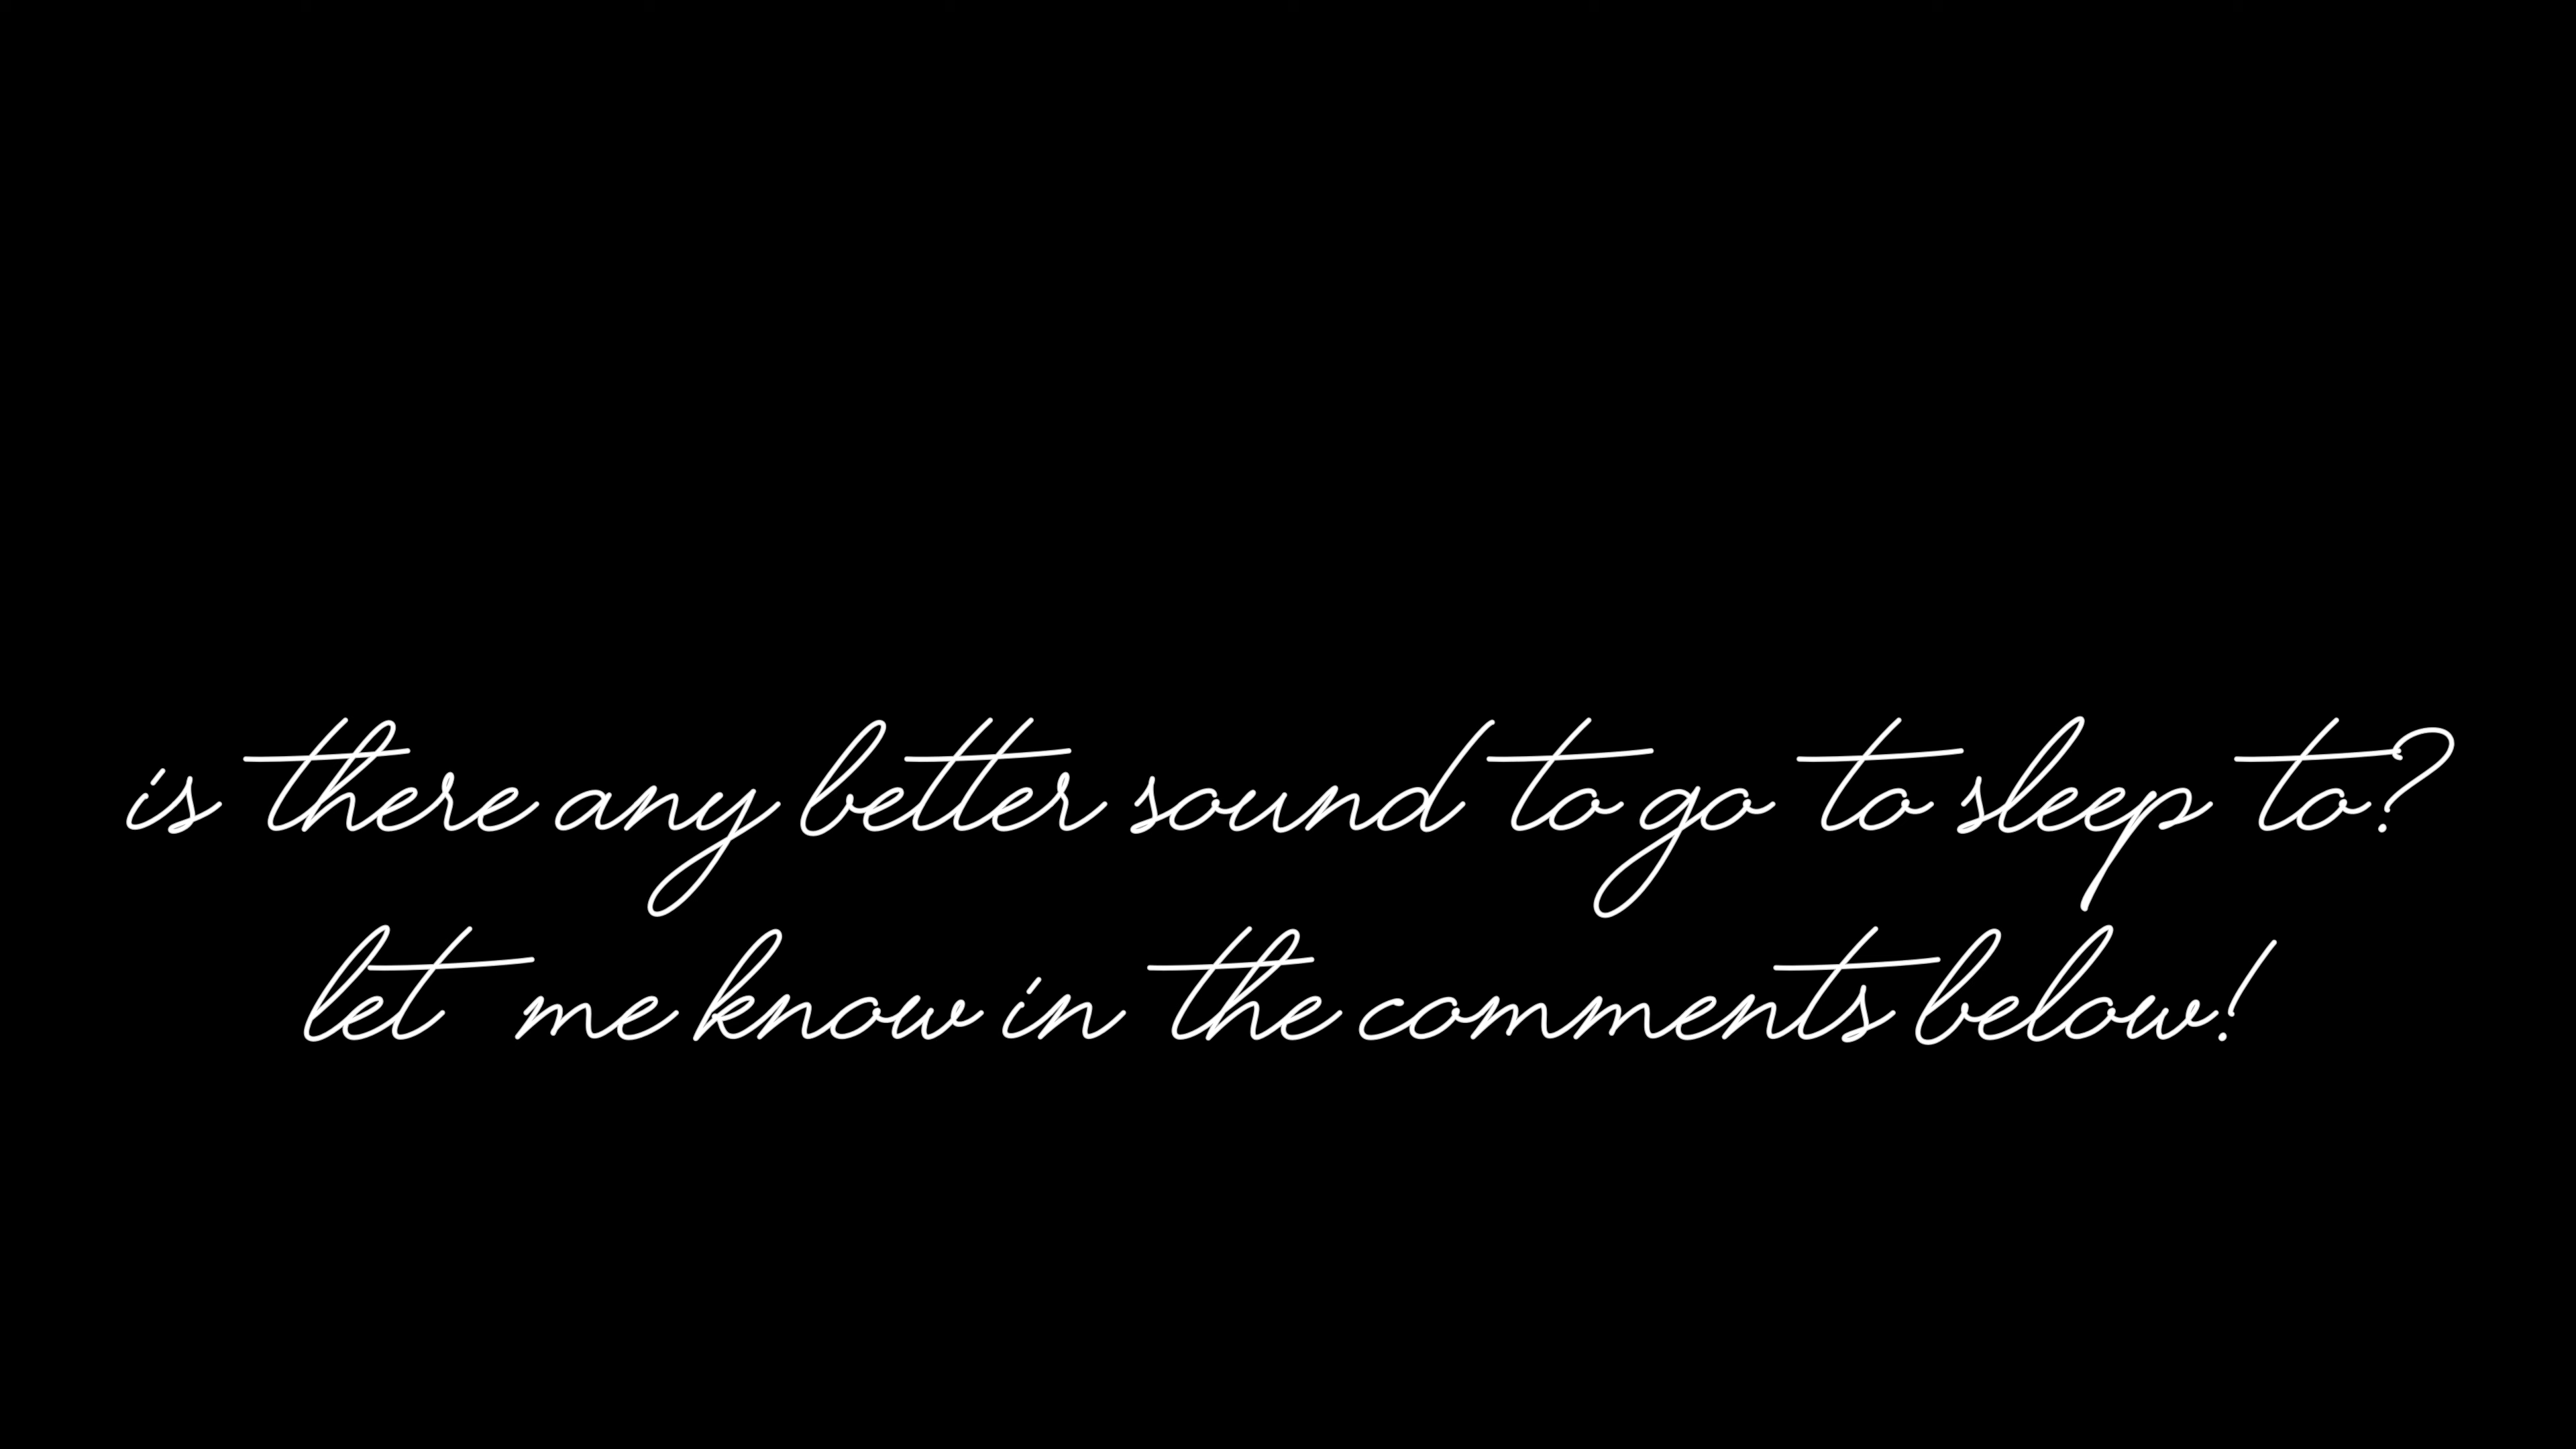 is there any better sound to go to sleep to?
let me know in the comments below!